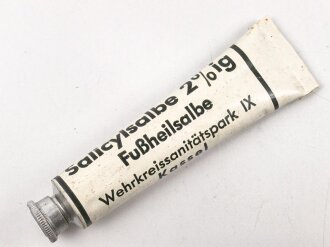 Salicylsalbe 2%ig
Fußheilsalbe
Wehrkreissanitätspark IX
Kassel